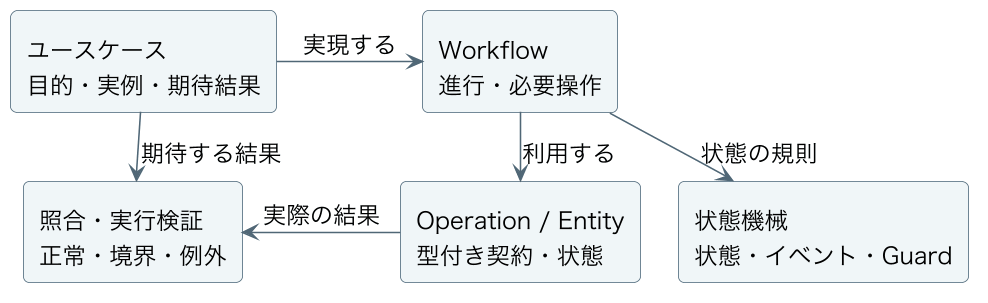 ユースケース
目的・実例・期待結果
実現する
Workflow
進行・必要操作
期待する結果
利用する
状態の規則
照合・実行検証
正常・境界・例外
実際の結果
Operation / Entity
型付き契約・状態
状態機械
状態・イベント・Guard